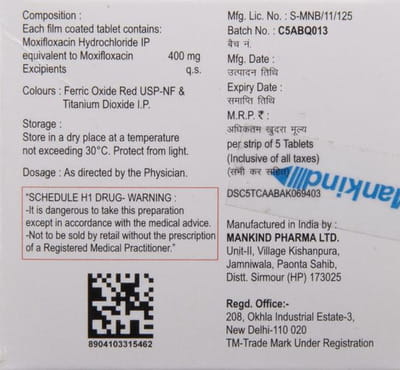 Composition :
Each film coated tablet contains:
Moxifloxacin Hydrochloride IP
equivalent to Moxifloxacin 400 mg
Excipients q.s.
Colours : Ferric Oxide Red USP-NF &
Titanium Dioxide I.P.
Storage :
Store in a dry place at a temperature
not exceeding 30°C. Protect from light.
Dosage : As directed by the Physician.
"SCHEDULE H1 DRUG- WARNING :
-It is dangerous to take this preparation
except in accordance with the medical advice.
-Not to be sold by retail without the prescription
of a Registered Medical Practitioner."
8904103315462
Mfg. Lic. No. : S-MNB/11/125
Batch No. : C5ABQ013
बैच नं.
Mfg. Date :
उत्पादन तिथि
Expiry Date :
समाप्ति तिथि
M.R.P. ₹ :
अधिकतम खुदरा मूल्य
per strip of 5 Tablets
(Inclusive of all taxes)
(सभी कर सहित)
Mankind
DSC5TCAABAK069403
Manufactured in India by :
MANKIND PHARMA LTD.
Unit-II, Village Kishanpura,
Jamniwala, Paonta Sahib,
Distt. Sirmour (HP) 173025
Regd. Office:-
208, Okhla Industrial Estate-3,
New Delhi-110 020
TM-Trade Mark Under Registration